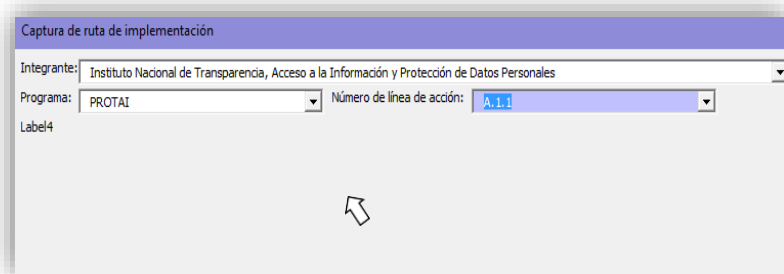 Captura de ruta de implementación
Integrante: Instituto Nacional de Transparencia, Acceso a la Información y Protección de Datos Personales
Programa: PROTAI Número de línea de acción: A.1.1
Label4